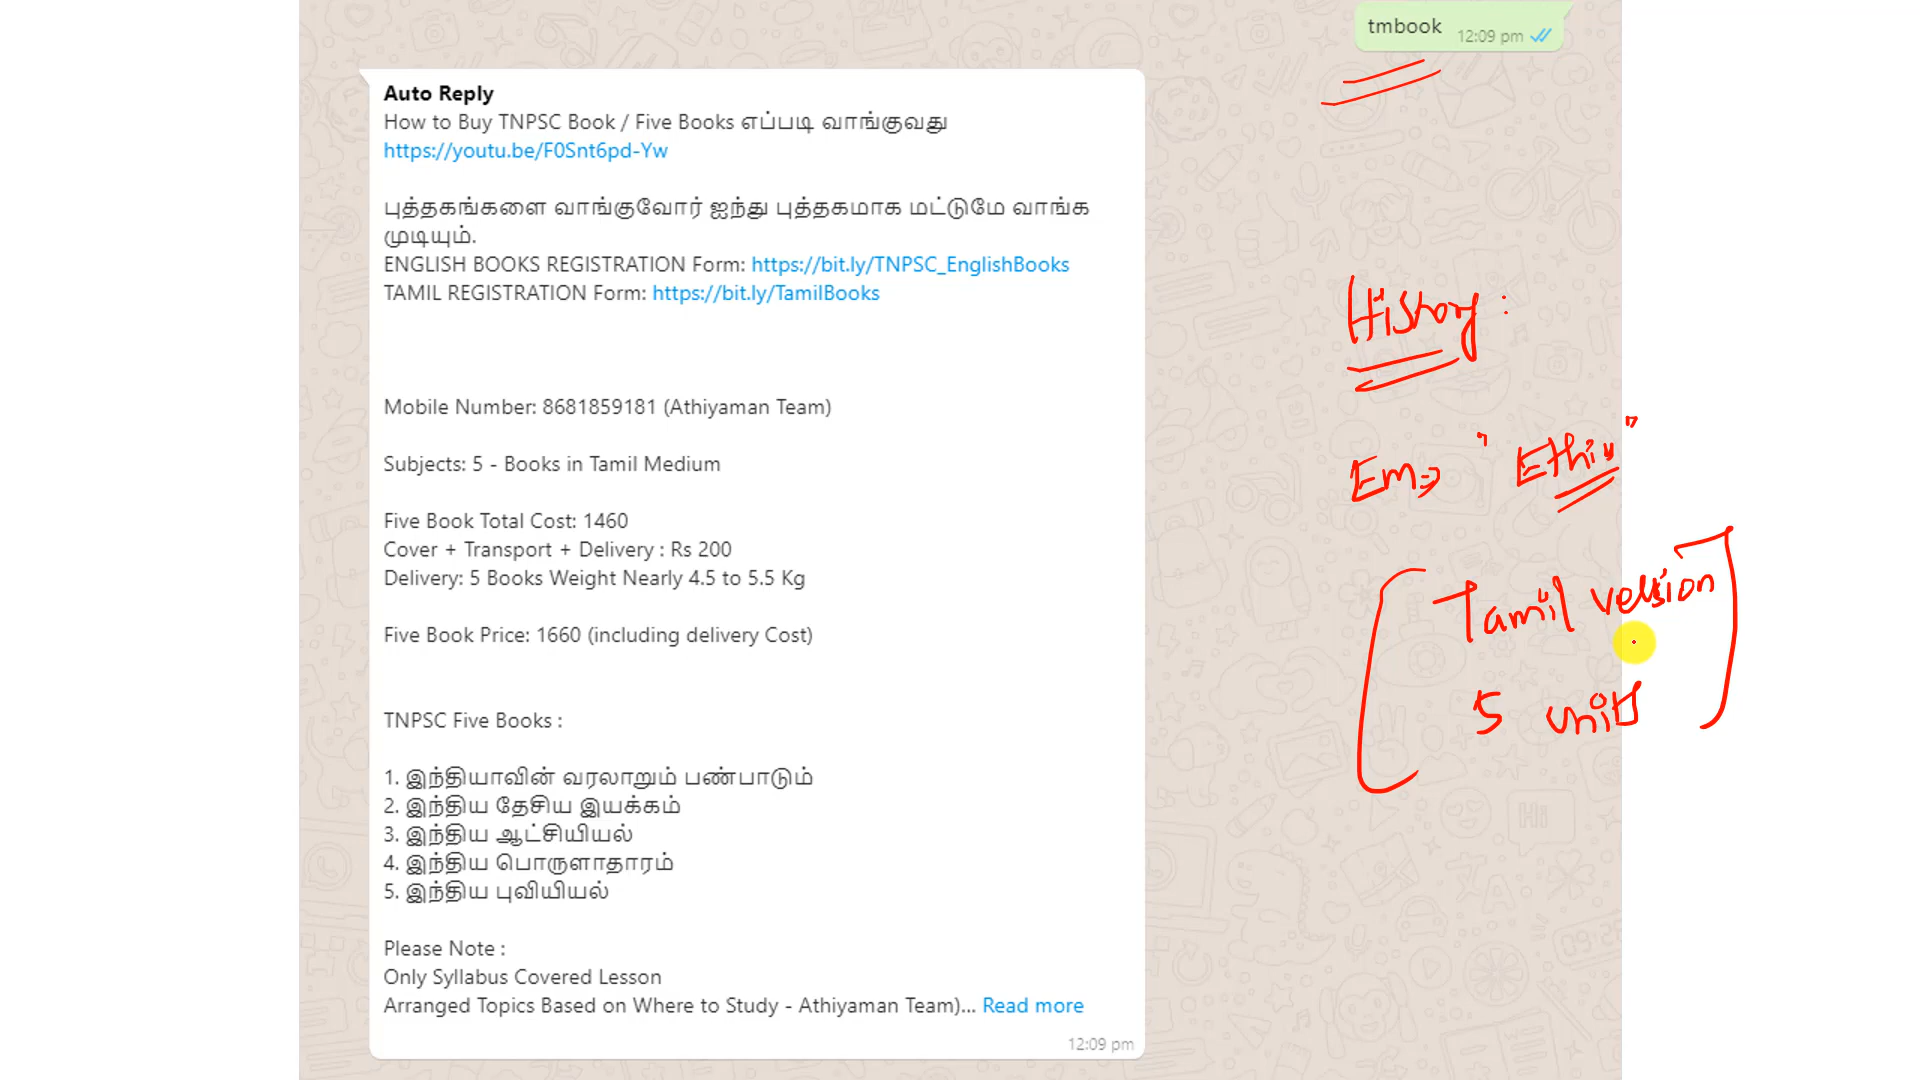 tmbook
12:09 pm
Auto Reply
How to Buy TNPSC Book / Five Books எப்படி வாங்குவது
https://youtu.be/F0Snt6pd-Yw
புத்தகங்களை வாங்குவோர் ஐந்து புத்தகமாக மட்டுமே வாங்க
முடியும்.
ENGLISH BOOKS REGISTRATION Form: https://bit.ly/TNPSC_EnglishBooks
TAMIL REGISTRATION Form: https://bit.ly/TamilBooks
Mobile Number: 8681859181 (Athiyaman Team)
Subjects: 5 - Books in Tamil Medium
Five Book Total Cost: 1460
Cover + Transport + Delivery : Rs 200
Delivery: 5 Books Weight Nearly 4.5 to 5.5 Kg
Five Book Price: 1660 (including delivery Cost)
TNPSC Five Books :
1. இந்தியாவின் வரலாறும் பண்பாடும்
2. இந்திய தேசிய இயக்கம்
3. இந்திய ஆட்சியியல்
4. இந்திய பொருளாதாரம்
5. இந்திய புவியியல்
Please Note :
Only Syllabus Covered Lesson
Arranged Topics Based on Where to Study - Athiyaman Team)... Read more
12:09 pm
History :
Em ⇒
Tamil version
5 units